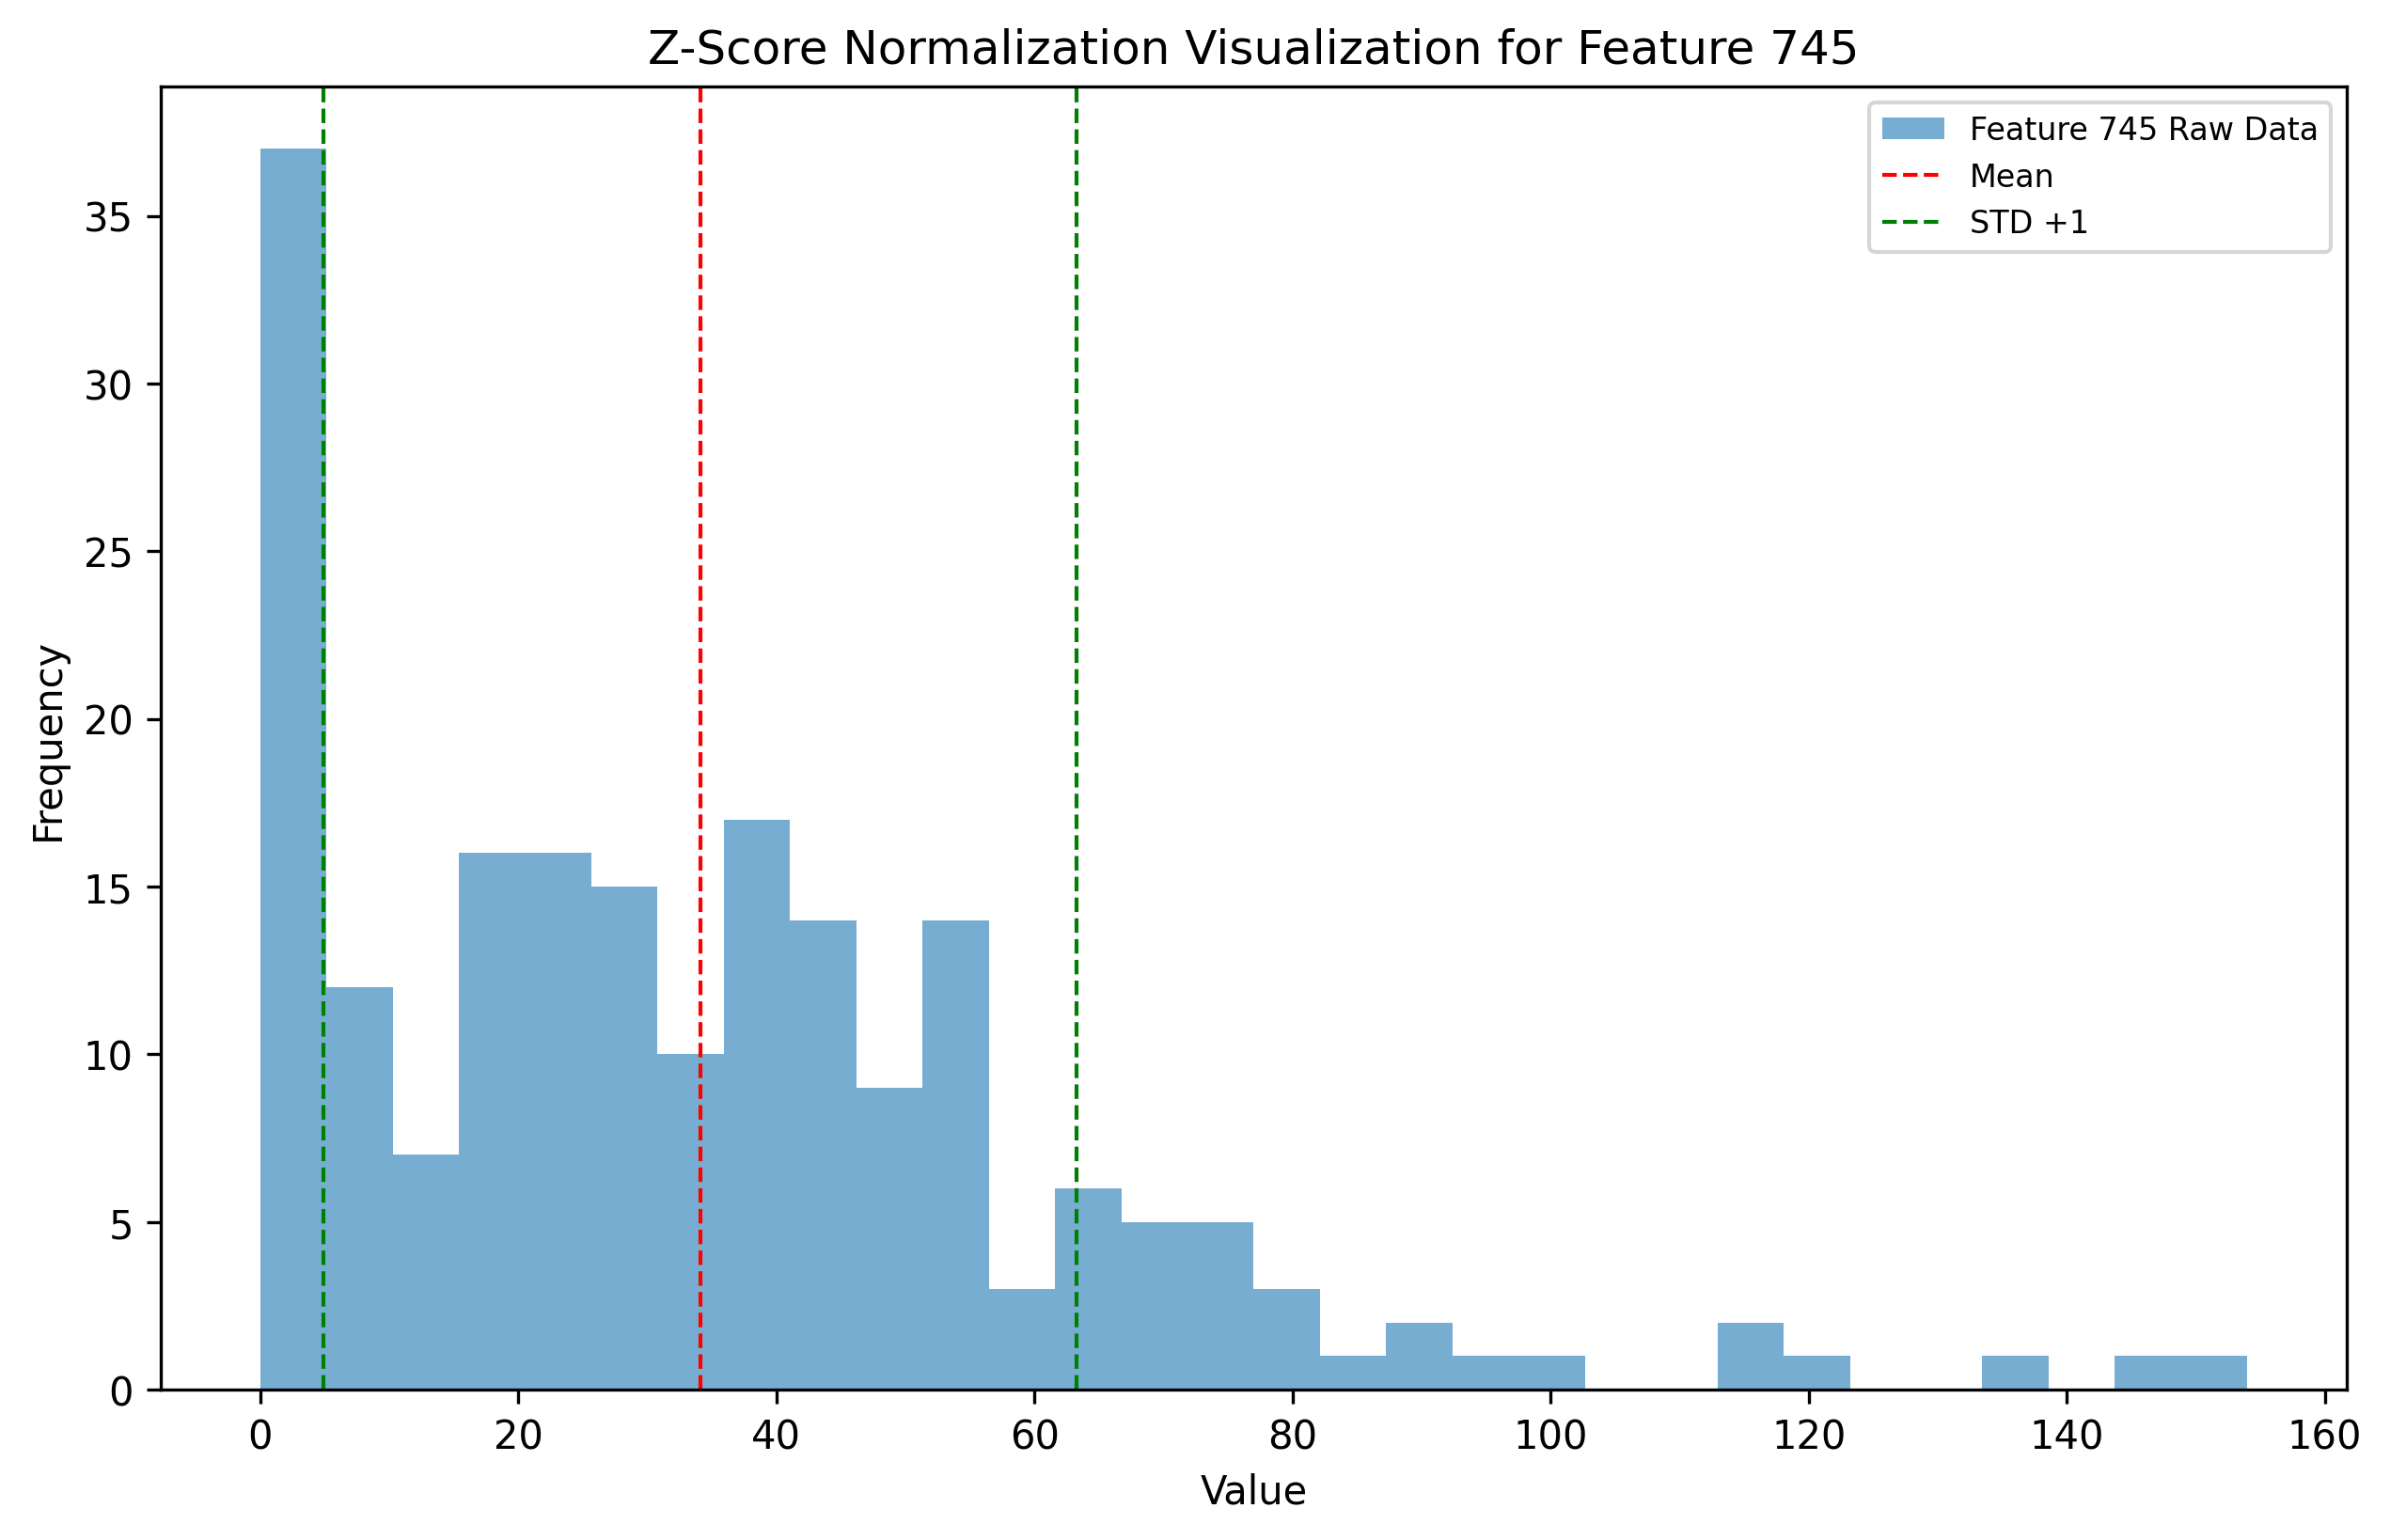 Z-Score Normalization Visualization for Feature 745
Feature 745 Raw Data
Mean
STD +1
Frequency
35
30
25
20
15
10
5
0
0 20 40 60 80 100 120 140 160
Value